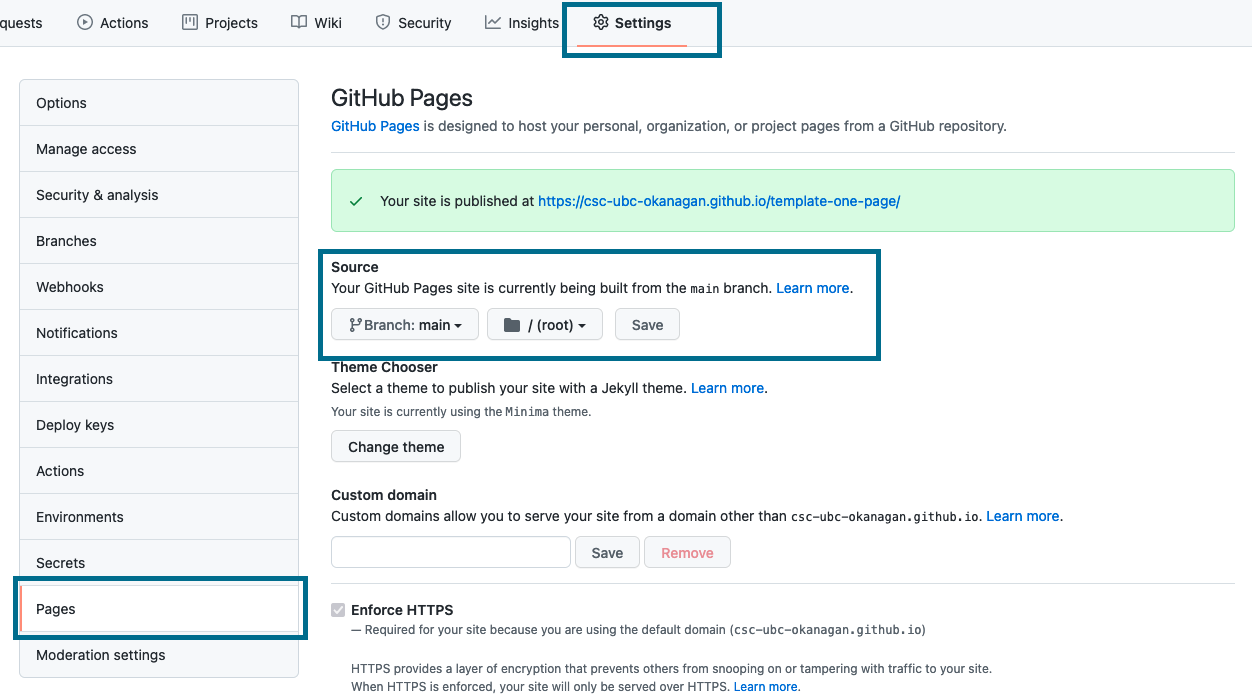 quests Actions Projects Wiki Security Insights Settings
Options
Manage access
Security & analysis
Branches
Webhooks
Notifications
Integrations
Deploy keys
Actions
Environments
Secrets
Pages
Moderation settings
GitHub Pages
GitHub Pages is designed to host your personal, organization, or project pages from a GitHub repository.
Your site is published at https://csc-ubc-okanagan.github.io/template-one-page/
Source
Your GitHub Pages site is currently being built from the main branch. Learn more.
Branch: main / (root) Save
Theme Chooser
Select a theme to publish your site with a Jekyll theme. Learn more.
Your site is currently using the Minima theme.
Change theme
Custom domain
Custom domains allow you to serve your site from a domain other than csc-ubc-okanagan.github.io. Learn more.
Save Remove
Enforce HTTPS
— Required for your site because you are using the default domain (csc-ubc-okanagan.github.io)
HTTPS provides a layer of encryption that prevents others from snooping on or tampering with traffic to your site.
When HTTPS is enforced, your site will only be served over HTTPS. Learn more.